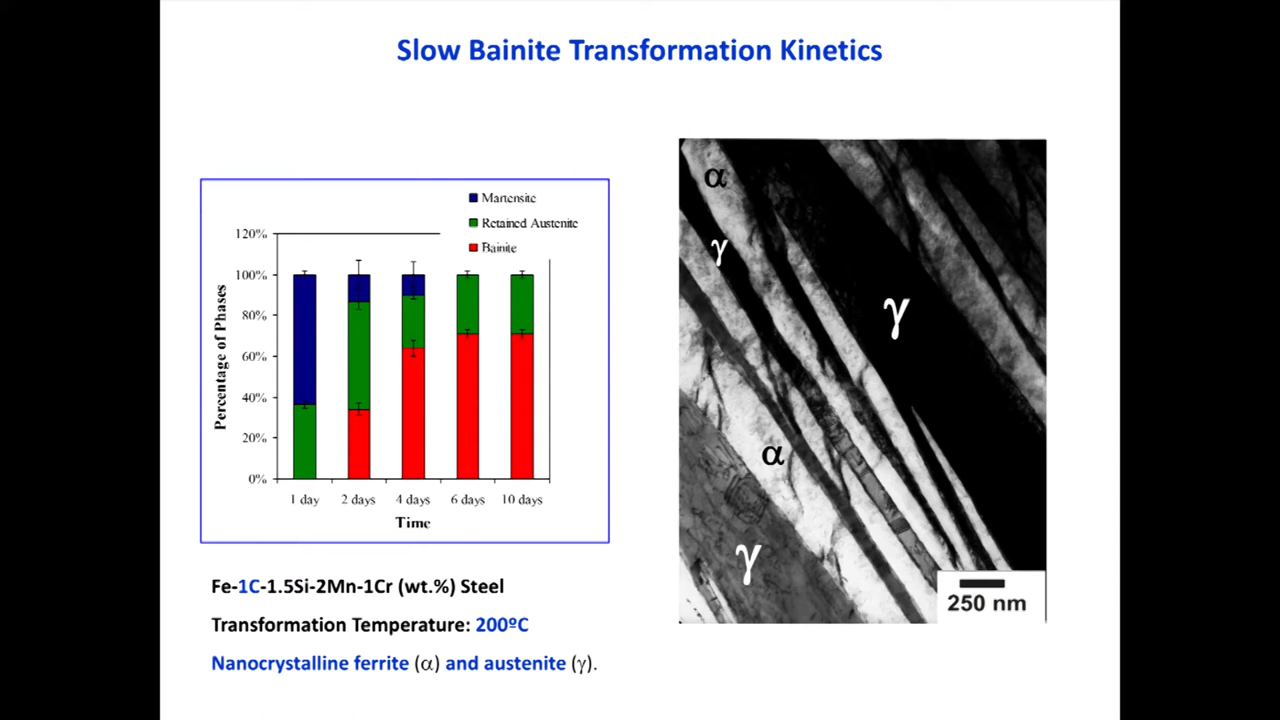 Slow Bainite Transformation Kinetics
Martensite
Retained Austenite
Bainite
120%
100%
80%
60%
40%
20%
0%
Percentage of Phases
1 day 2 days 4 days 6 days 10 days
Time
α
γ
γ
α
γ
250 nm
Fe-1C-1.5Si-2Mn-1Cr (wt.%) Steel
Transformation Temperature: 200ºC
Nanocrystalline ferrite (α) and austenite (γ).